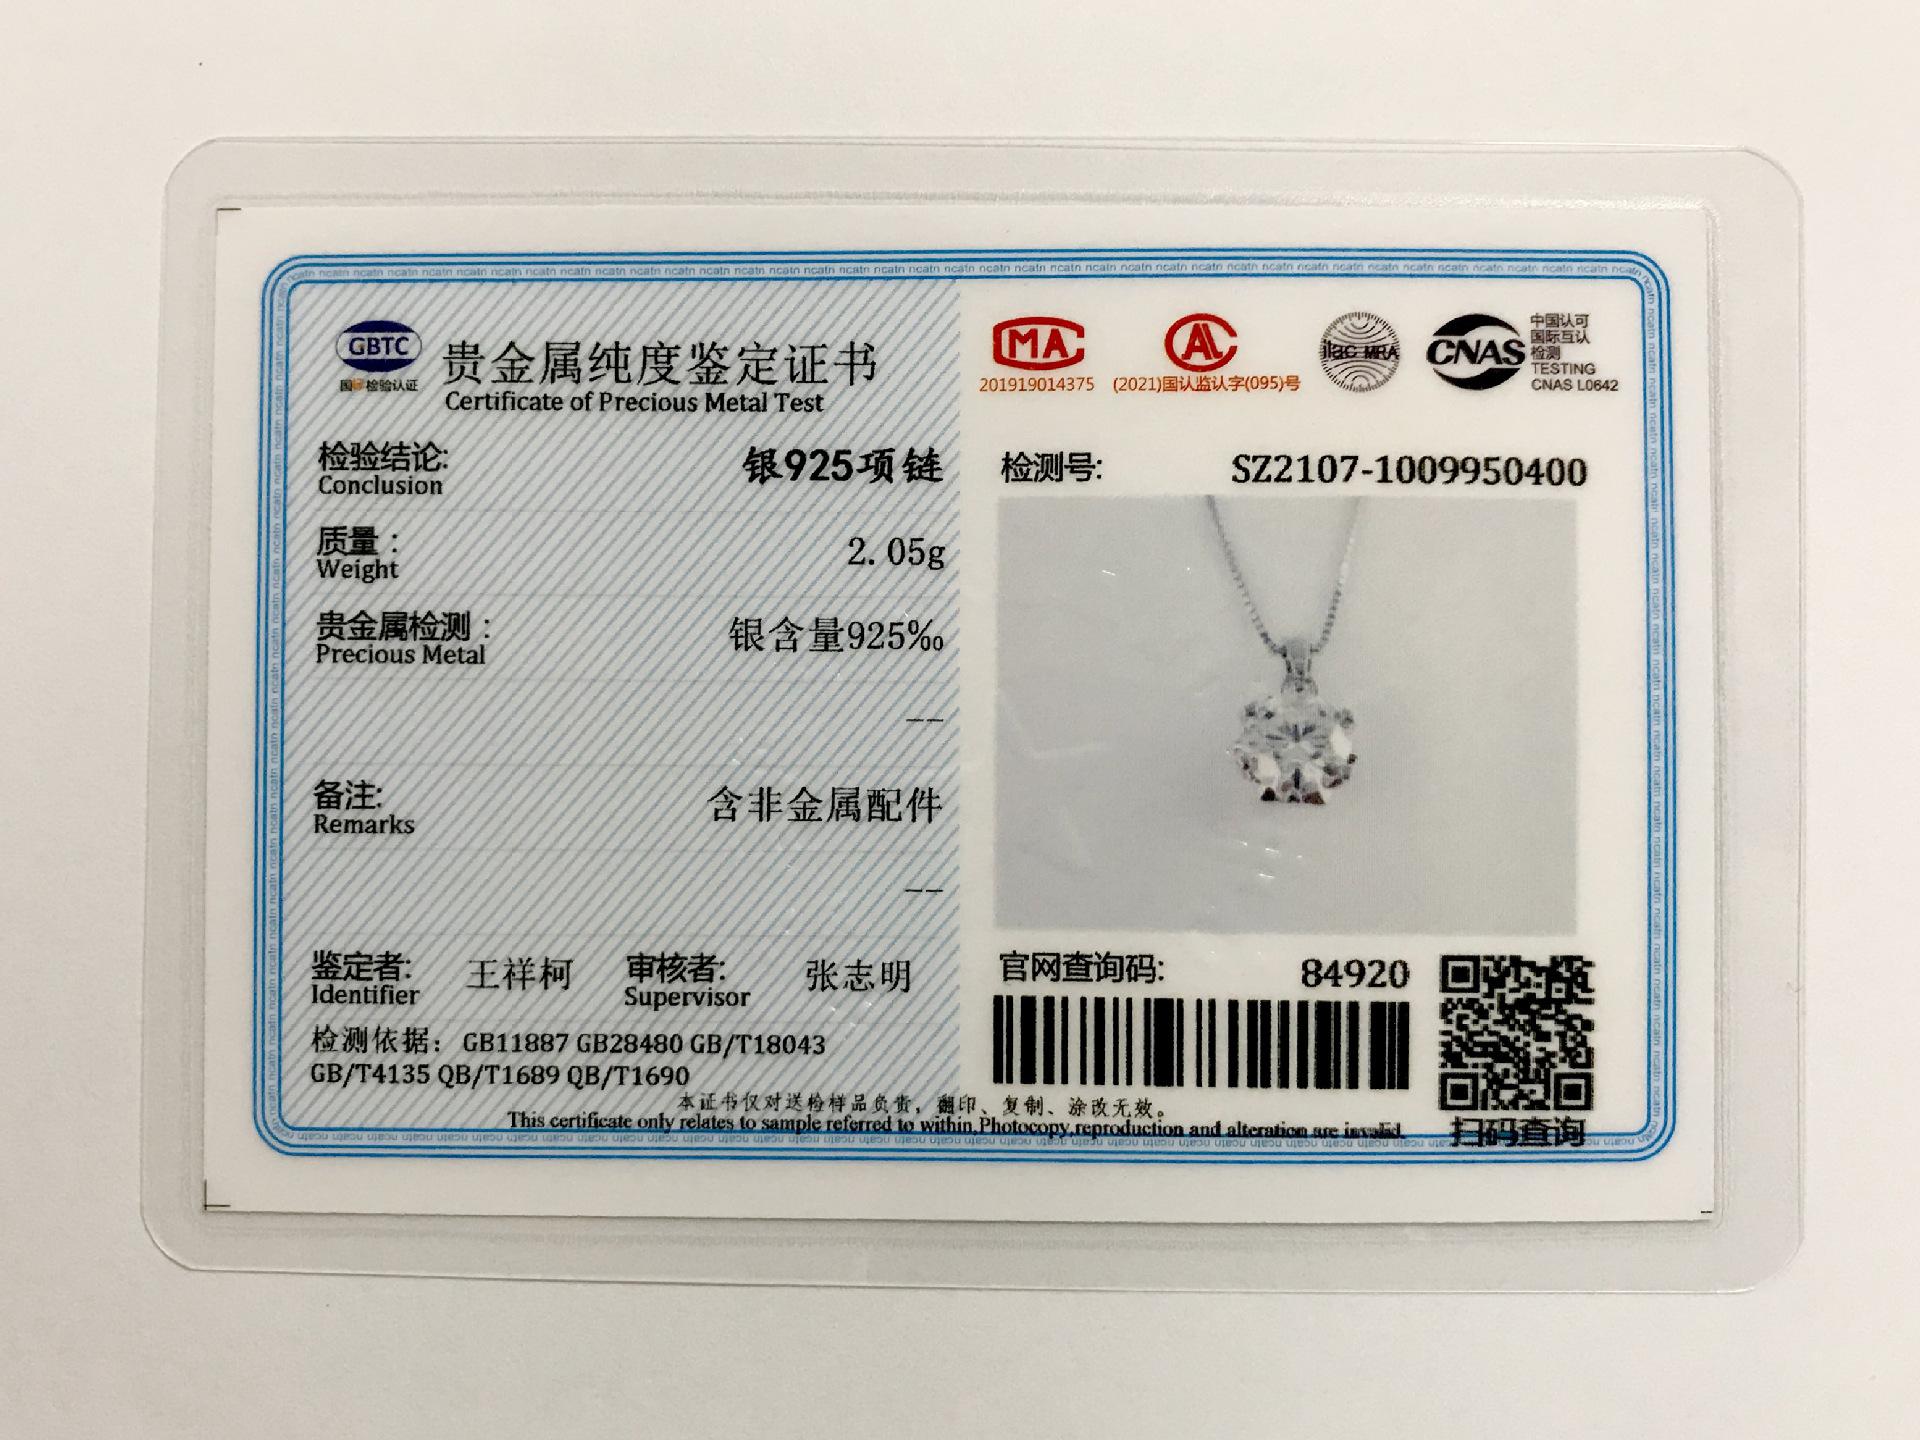 GBTC
国 检验认证
贵金属纯度鉴定证书
Certificate of Precious Metal Test
检验结论:
Conclusion
银925项链
质量：
Weight
2.05g
贵金属检测：
Precious Metal
银含量925‰
——
备注:
Remarks
含非金属配件
——
鉴定者:
Identifier
王祥柯
审核者:
Supervisor
张志明
检测依据: GB11887 GB28480 GB/T18043
GB/T4135 QB/T1689 QB/T1690
MA
201919014375
AL
(2021)国认监认字(095)号
ilac-MRA
CNAS
中国认可
国际互认
检测
TESTING
CNAS L0642
检测号:
SZ2107-1009950400
官网查询码:
84920
扫码查询
本证书仅对送检样品负责，翻印、复制、涂改无效。
This certificate only relates to sample referred to within,Photocopy,reproduction and alteration are invalid.